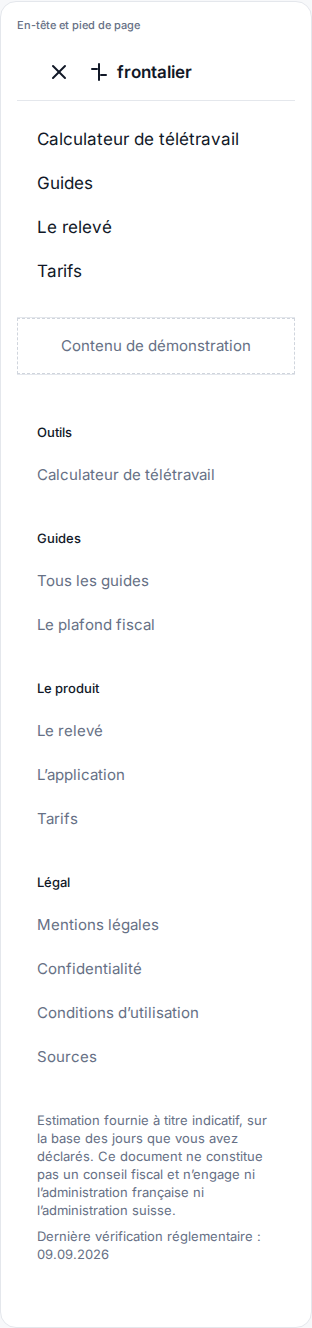 En-tête et pied de page
frontalier
Calculateur de télétravail
Guides
Le relevé
Tarifs
Contenu de démonstration
Outils
Calculateur de télétravail
Guides
Tous les guides
Le plafond fiscal
Le produit
Le relevé
L’application
Tarifs
Légal
Mentions légales
Confidentialité
Conditions d’utilisation
Sources
Estimation fournie à titre indicatif, sur
la base des jours que vous avez
déclarés. Ce document ne constitue
pas un conseil fiscal et n’engage ni
l’administration française ni
l’administration suisse.
Dernière vérification réglementaire :
09.09.2026